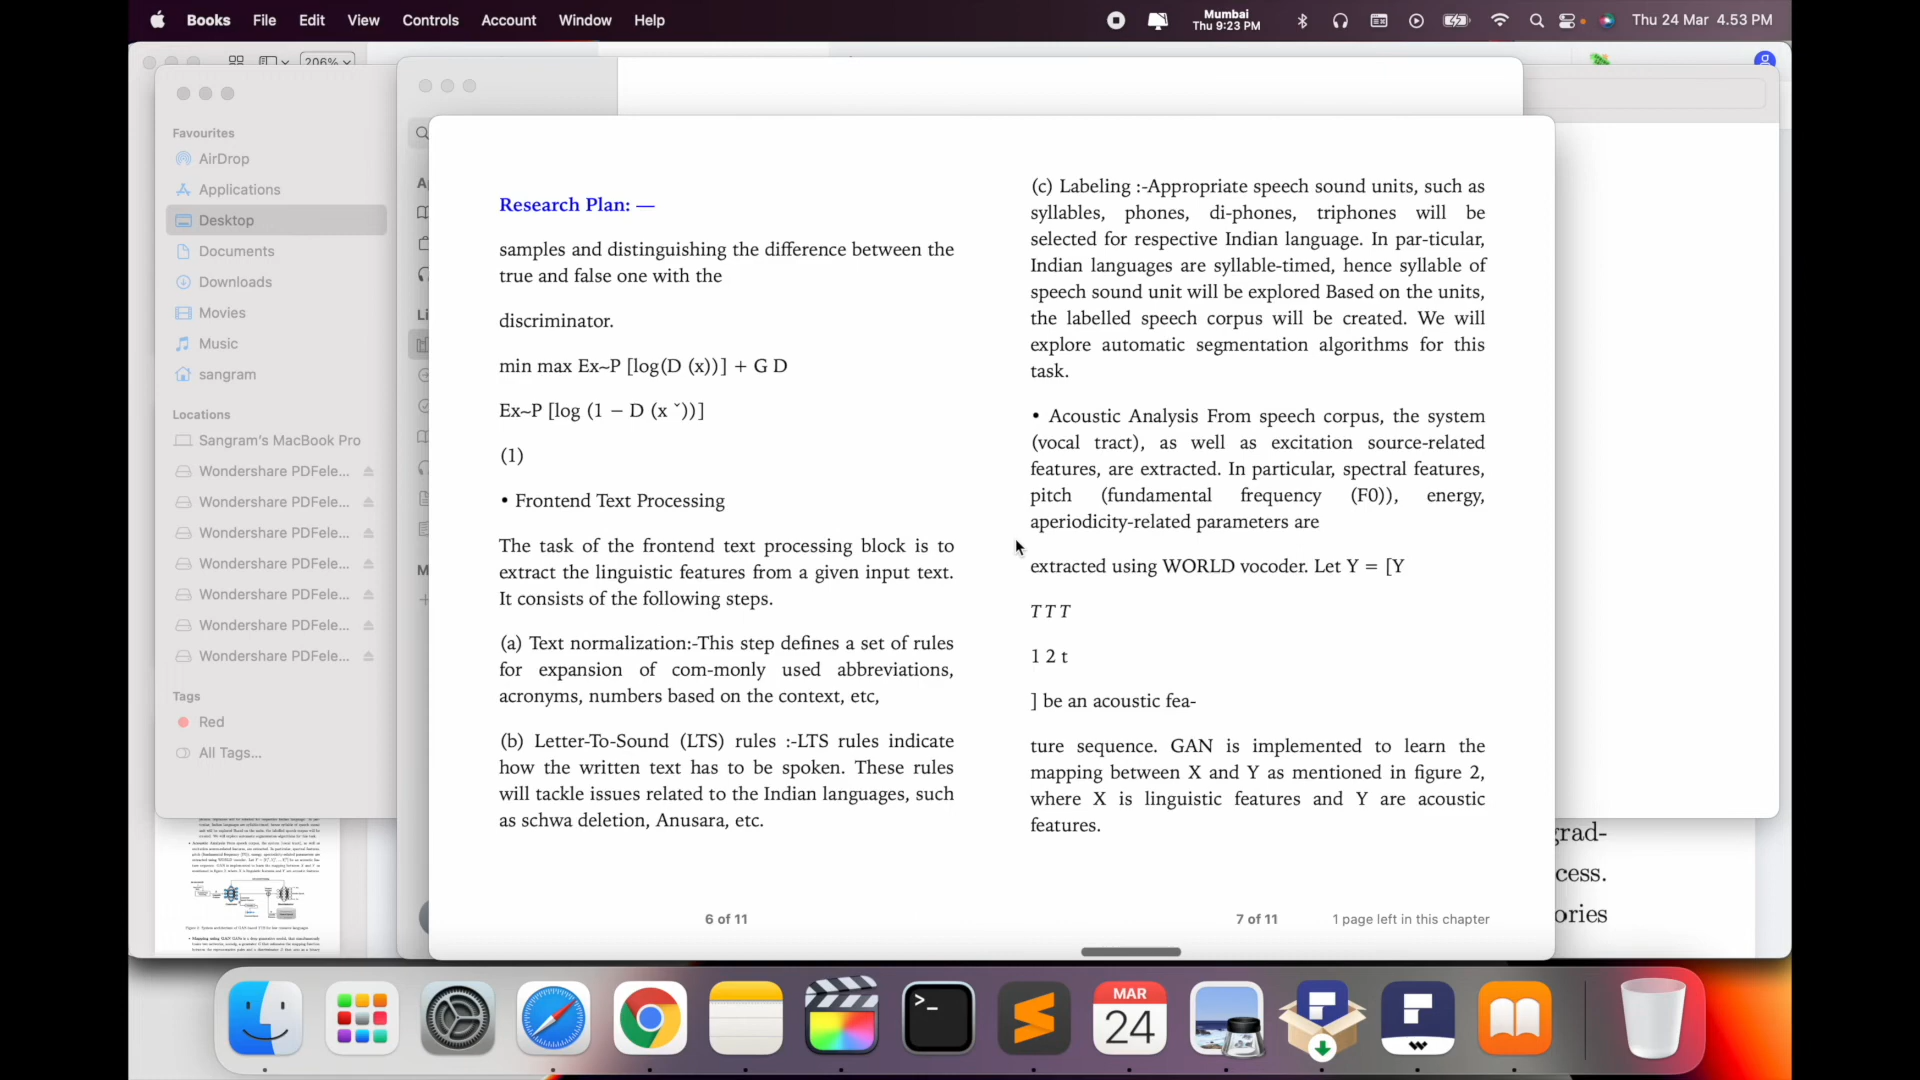 Books File Edit View Controls Account Window Help
Mumbai
Thu 9:23 PM
Thu 24 Mar 4.53 PM
206%
Favourites
AirDrop
Applications
Desktop
Documents
Downloads
Movies
Music
sangram
Locations
Sangram's MacBook Pro
Wondershare PDFele...
Wondershare PDFele...
Wondershare PDFele...
Wondershare PDFele...
Wondershare PDFele...
Wondershare PDFele...
Wondershare PDFele...
Tags
Red
All Tags...
Li
Research Plan: —
samples and distinguishing the difference between the
true and false one with the
discriminator.
min max Ex~P [log(D (x))] + G D
Ex~P [log (1 − D (x ˇ))]
(1)
• Frontend Text Processing
The task of the frontend text processing block is to
extract the linguistic features from a given input text.
It consists of the following steps.
(a) Text normalization:-This step defines a set of rules
for expansion of com-monly used abbreviations,
acronyms, numbers based on the context, etc,
(b) Letter-To-Sound (LTS) rules :-LTS rules indicate
how the written text has to be spoken. These rules
will tackle issues related to the Indian languages, such
as schwa deletion, Anusara, etc.
6 of 11
(c) Labeling :-Appropriate speech sound units, such as
syllables, phones, di-phones, triphones will be
selected for respective Indian language. In par-ticular,
Indian languages are syllable-timed, hence syllable of
speech sound unit will be explored Based on the units,
the labelled speech corpus will be created. We will
explore automatic segmentation algorithms for this
task.
• Acoustic Analysis From speech corpus, the system
(vocal tract), as well as excitation source-related
features, are extracted. In particular, spectral features,
pitch (fundamental frequency (F0)), energy,
aperiodicity-related parameters are
extracted using WORLD vocoder. Let Y = [Y
T T T
1 2 t
] be an acoustic fea-
ture sequence. GAN is implemented to learn the
mapping between X and Y as mentioned in figure 2,
where X is linguistic features and Y are acoustic
features.
7 of 11
1 page left in this chapter
grad-
cess.
ories
MAR
24